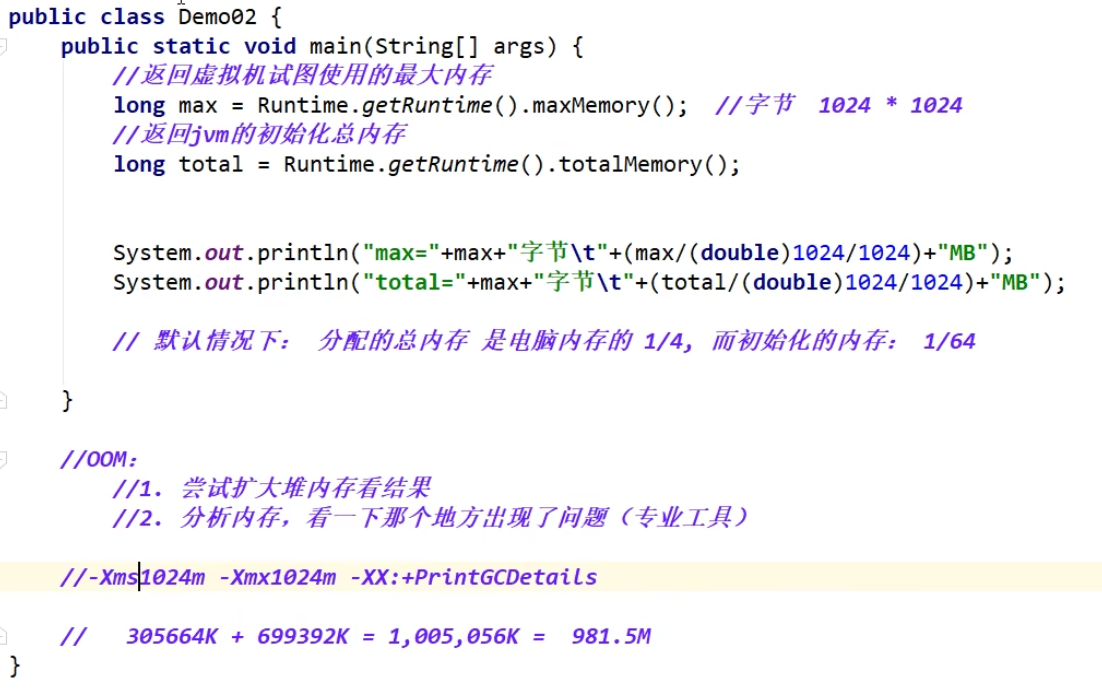 public class Demo02 {
public static void main(String[] args) {
//返回虚拟机试图使用的最大内存
long max = Runtime.getRuntime().maxMemory();  //字节  1024 * 1024
//返回jvm的初始化总内存
long total = Runtime.getRuntime().totalMemory();
System.out.println("max="+max+"字节\t"+(max/(double)1024/1024)+"MB");
System.out.println("total="+max+"字节\t"+(total/(double)1024/1024)+"MB");
// 默认情况下： 分配的总内存 是电脑内存的 1/4, 而初始化的内存： 1/64
}
//OOM：
//1. 尝试扩大堆内存看结果
//2. 分析内存，看一下那个地方出现了问题（专业工具）
//-Xms1024m -Xmx1024m -XX:+PrintGCDetails
//   305664K + 699392K = 1,005,056K =  981.5M
}